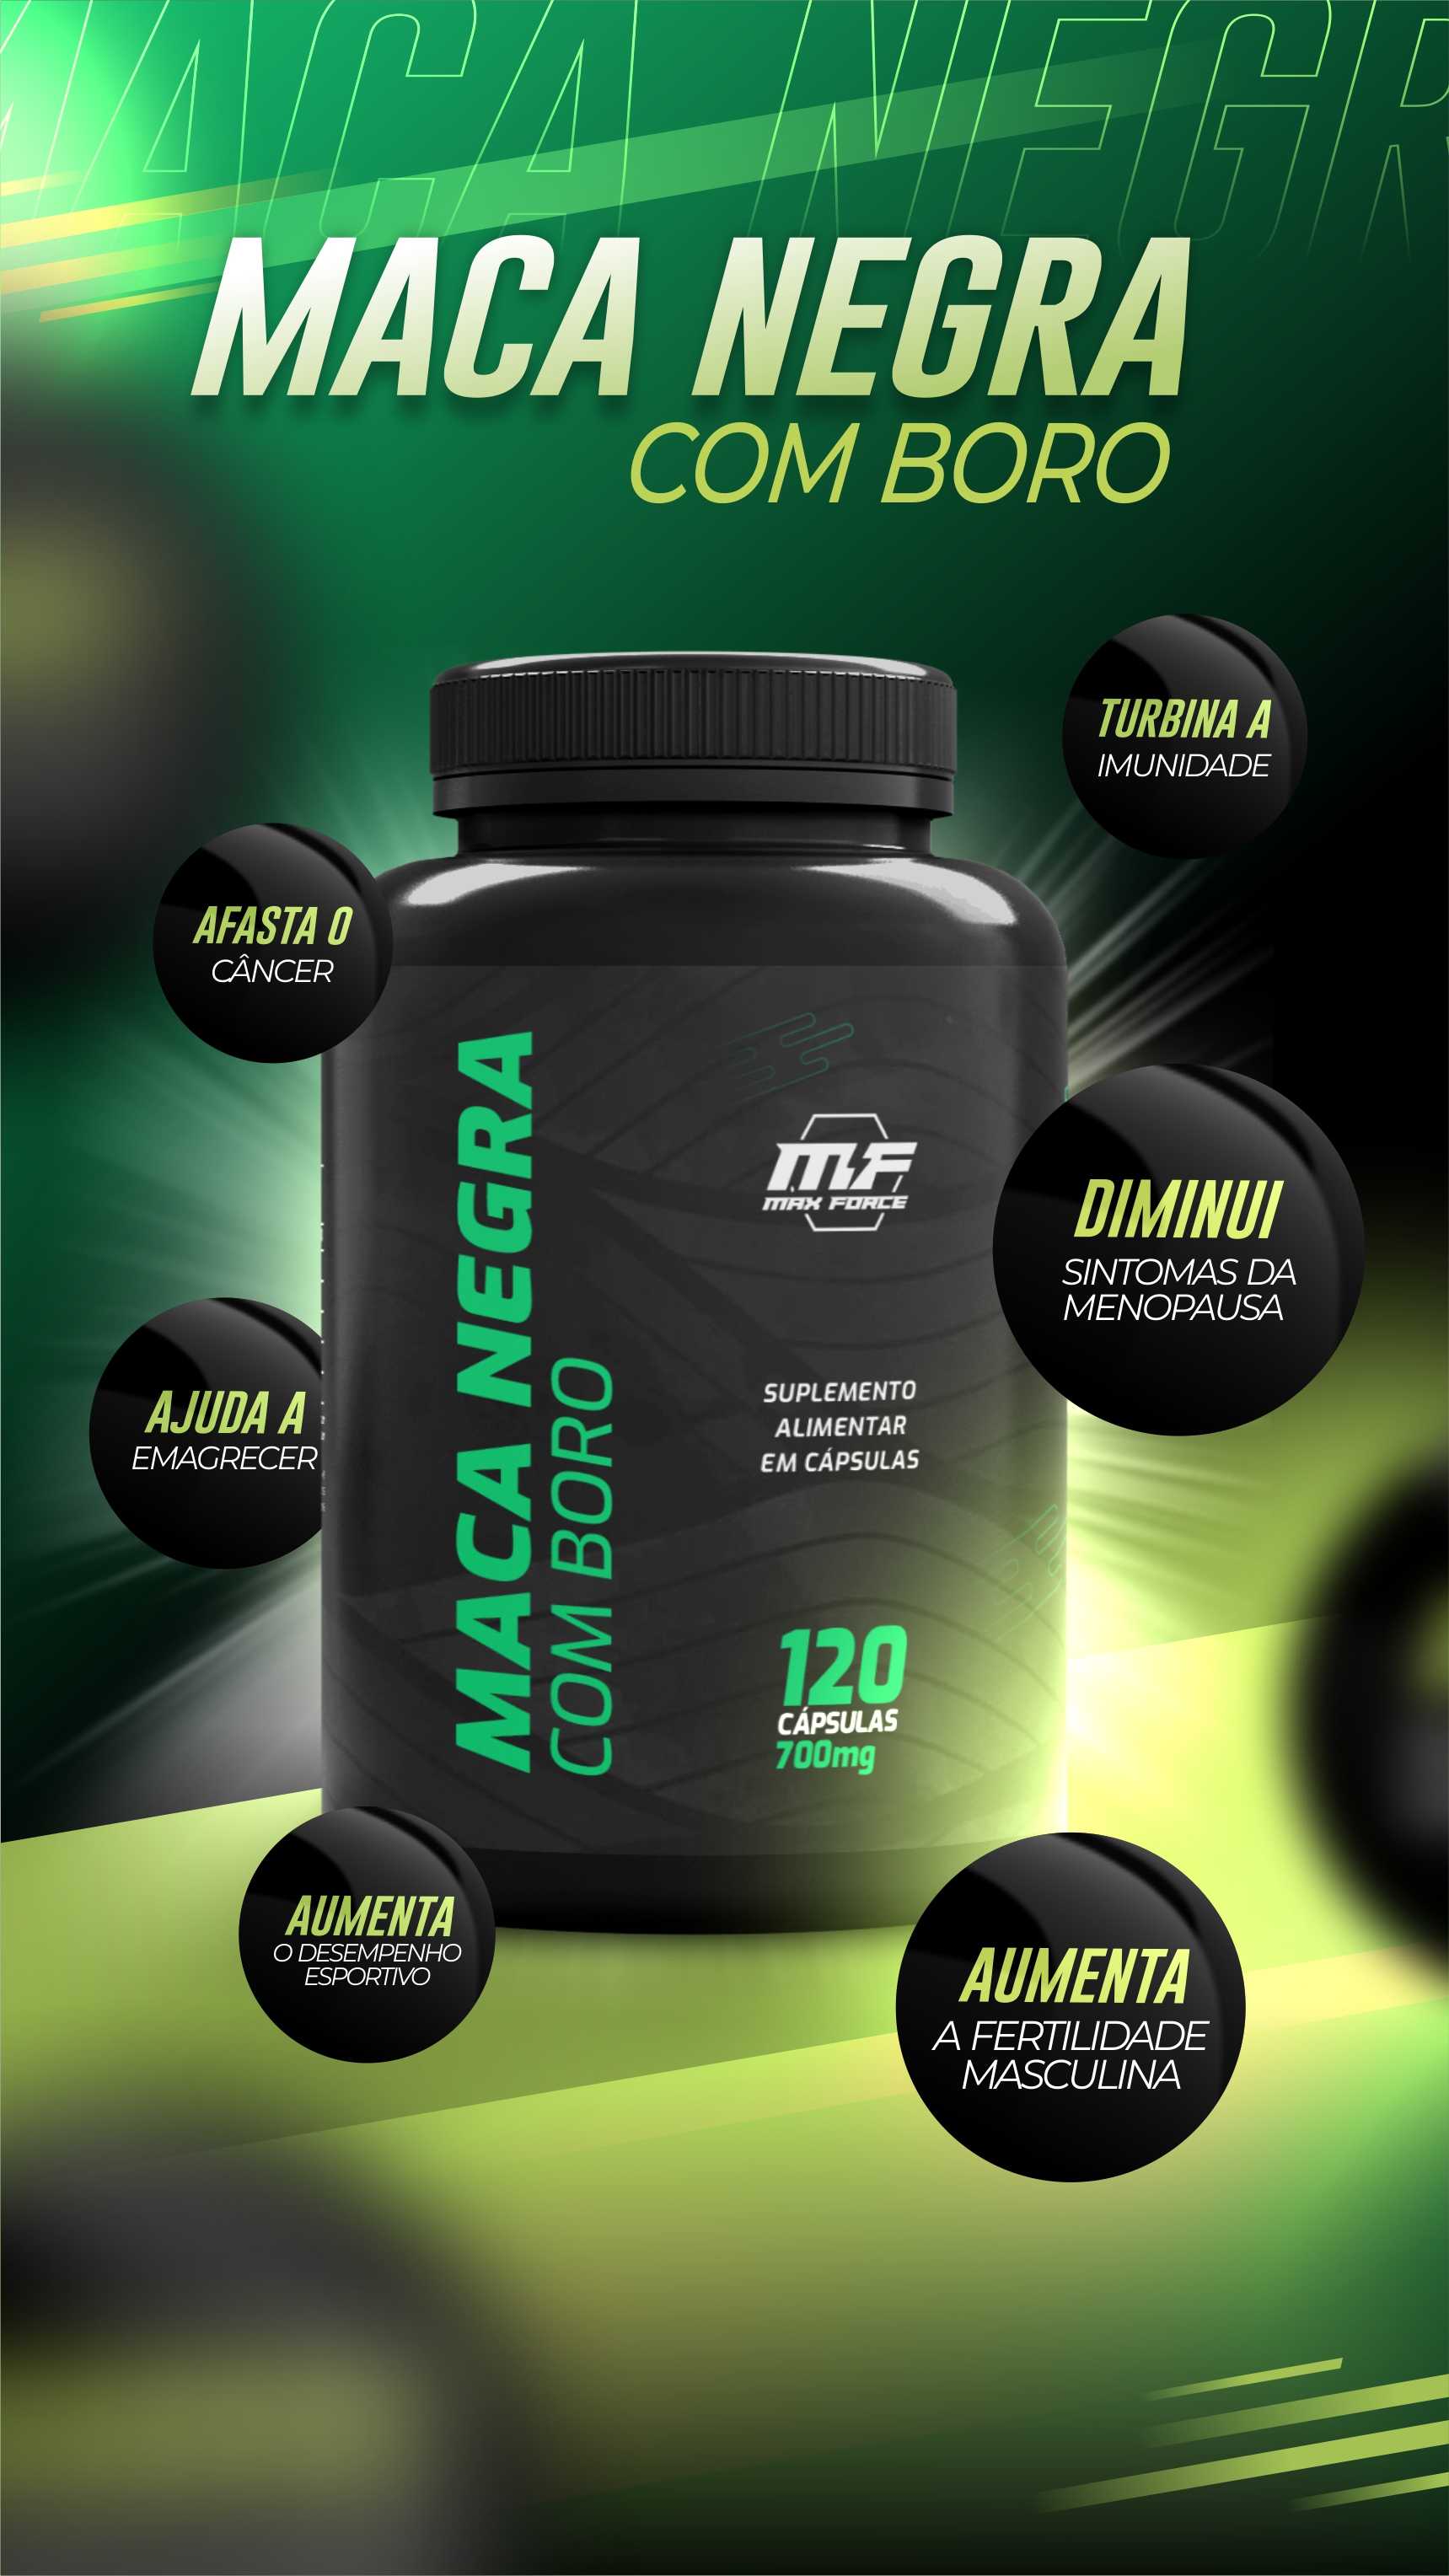 MACA NEGR
MACA NEGRA
COM BORO
TURBINA A
IMUNIDADE
AFASTA O
CÂNCER
MACA NEGRA
COM BORO
MF
MAX FORCE
DIMINUI
SINTOMAS DA
MENOPAUSA
SUPLEMENTO
ALIMENTAR
EM CÁPSULAS
AJUDA A
EMAGRECER
120
CÁPSULAS
700mg
AUMENTA
O DESEMPENHO
ESPORTIVO
AUMENTA
A FERTILIDADE
MASCULINA